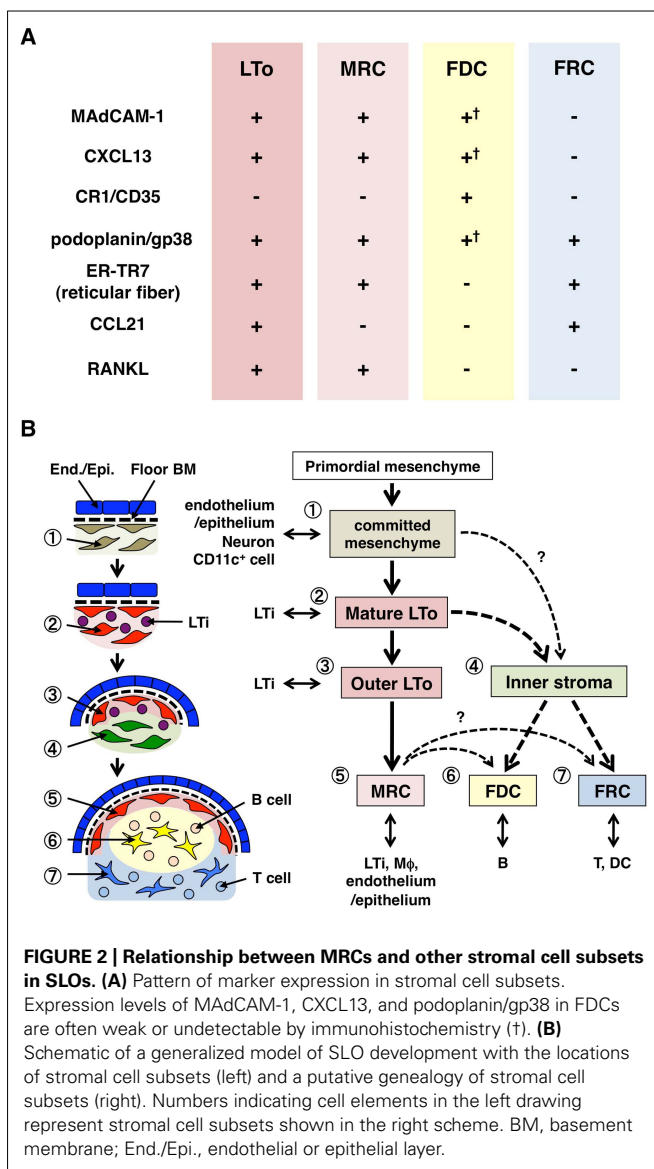 A
LTo MRC FDC FRC
MAdCAM-1 + + +† -
CXCL13 + + +† -
CR1/CD35 - - + -
podoplanin/gp38 + + +† +
ER-TR7
(reticular fiber) + + - +
CCL21 + - - +
RANKL + + - -
B
End./Epi. Floor BM
①
②
LTi
③
④
⑤
B cell
⑥
⑦
T cell
Primordial mesenchyme
endothelium
/epithelium
Neuron
CD11c⁺ cell
①
committed
mesenchyme
?
LTi
②
Mature LTo
LTi
③
Outer LTo
④
Inner stroma
?
⑤
MRC
⑥
FDC
⑦
FRC
LTi, Mφ,
endothelium
/epithelium
B
T, DC
FIGURE 2 | Relationship between MRCs and other stromal cell subsets
in SLOs. (A) Pattern of marker expression in stromal cell subsets.
Expression levels of MAdCAM-1, CXCL13, and podoplanin/gp38 in FDCs
are often weak or undetectable by immunohistochemistry (†). (B)
Schematic of a generalized model of SLO development with the locations
of stromal cell subsets (left) and a putative genealogy of stromal cell
subsets (right). Numbers indicating cell elements in the left drawing
represent stromal cell subsets shown in the right scheme. BM, basement
membrane; End./Epi., endothelial or epithelial layer.